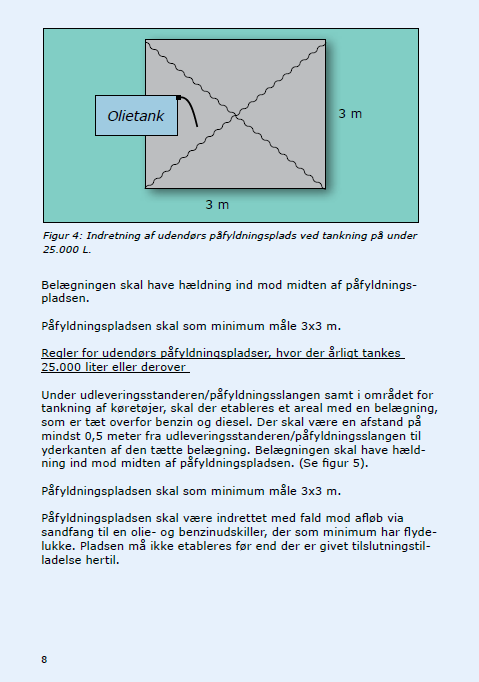 Olietank
3 m
3 m
Figur 4: Indretning af udendørs påfyldningsplads ved tankning på under
25.000 L.
Belægningen skal have hældning ind mod midten af påfyldnings-
pladsen.
Påfyldningspladsen skal som minimum måle 3x3 m.
Regler for udendørs påfyldningspladser, hvor der årligt tankes
25.000 liter eller derover
Under udleveringsstanderen/påfyldningsslangen samt i området for
tankning af køretøjer, skal der etableres et areal med en belægning,
som er tæt overfor benzin og diesel. Der skal være en afstand på
mindst 0,5 meter fra udleveringsstanderen/påfyldningsslangen til
yderkanten af den tætte belægning. Belægningen skal have hæld-
ning ind mod midten af påfyldningspladsen. (Se figur 5).
Påfyldningspladsen skal som minimum måle 3x3 m.
Påfyldningspladsen skal være indrettet med fald mod afløb via
sandfang til en olie- og benzinudskiller, der som minimum har flyde-
lukke. Pladsen må ikke etableres før end der er givet tilslutningstil-
ladelse hertil.
8